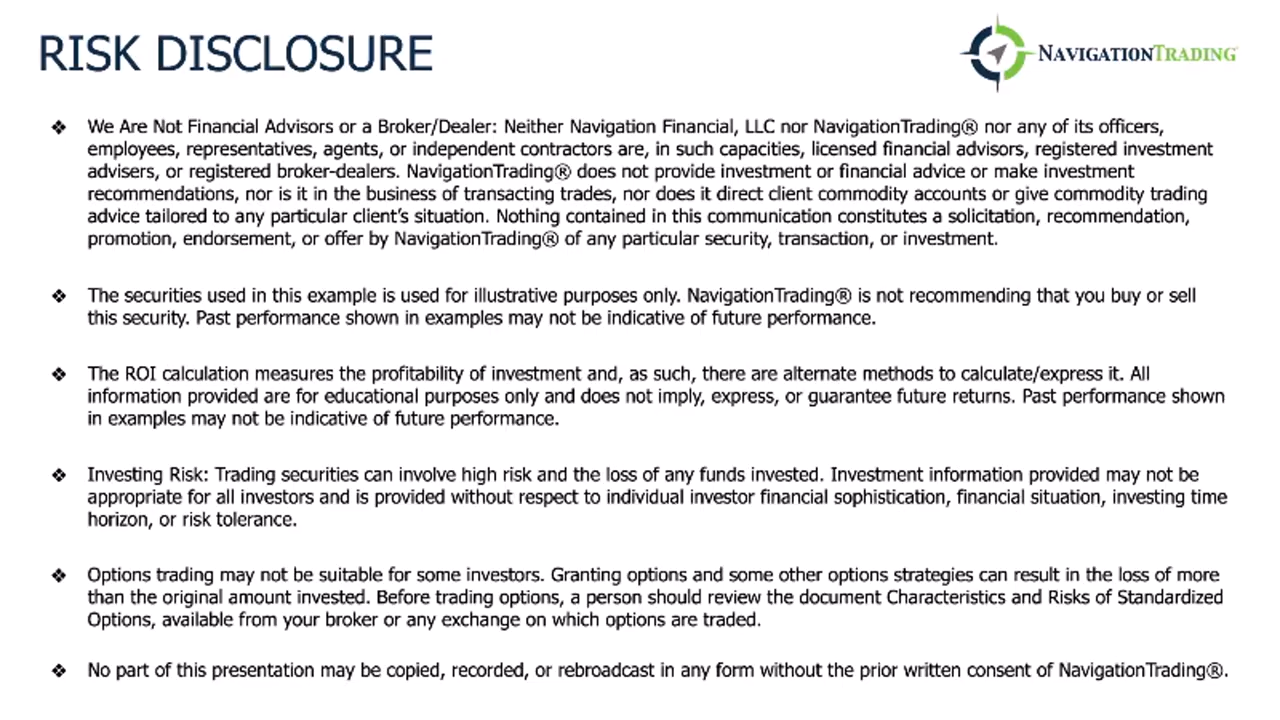 RISK DISCLOSURE
NAVIGATIONTRADING
❖ We Are Not Financial Advisors or a Broker/Dealer: Neither Navigation Financial, LLC nor NavigationTrading® nor any of its officers,
employees, representatives, agents, or independent contractors are, in such capacities, licensed financial advisors, registered investment
advisers, or registered broker-dealers. NavigationTrading® does not provide investment or financial advice or make investment
recommendations, nor is it in the business of transacting trades, nor does it direct client commodity accounts or give commodity trading
advice tailored to any particular client's situation. Nothing contained in this communication constitutes a solicitation, recommendation,
promotion, endorsement, or offer by NavigationTrading® of any particular security, transaction, or investment.
❖ The securities used in this example is used for illustrative purposes only. NavigationTrading® is not recommending that you buy or sell
this security. Past performance shown in examples may not be indicative of future performance.
❖ The ROI calculation measures the profitability of investment and, as such, there are alternate methods to calculate/express it. All
information provided are for educational purposes only and does not imply, express, or guarantee future returns. Past performance shown
in examples may not be indicative of future performance.
❖ Investing Risk: Trading securities can involve high risk and the loss of any funds invested. Investment information provided may not be
appropriate for all investors and is provided without respect to individual investor financial sophistication, financial situation, investing time
horizon, or risk tolerance.
❖ Options trading may not be suitable for some investors. Granting options and some other options strategies can result in the loss of more
than the original amount invested. Before trading options, a person should review the document Characteristics and Risks of Standardized
Options, available from your broker or any exchange on which options are traded.
❖ No part of this presentation may be copied, recorded, or rebroadcast in any form without the prior written consent of NavigationTrading®.